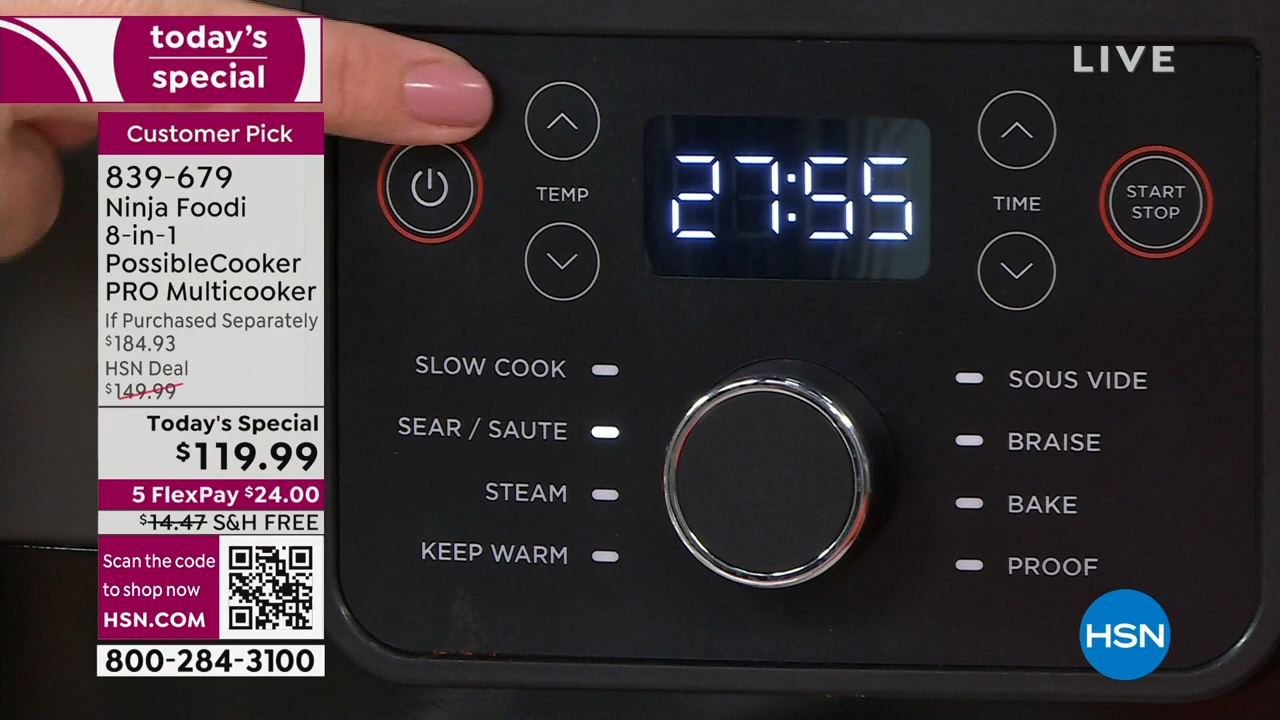 today's
special
Customer Pick
839-679
Ninja Foodi
8-in-1
PossibleCooker
PRO Multicooker
If Purchased Separately
$184.93
HSN Deal
$149.99
Today's Special
$119.99
5 FlexPay $24.00
$14.47 S&H FREE
Scan the code
to shop now
HSN.COM
800-284-3100
LIVE
TEMP
27:55
TIME
START
STOP
SLOW COOK
SEAR / SAUTE
STEAM
KEEP WARM
SOUS VIDE
BRAISE
BAKE
PROOF
HSN